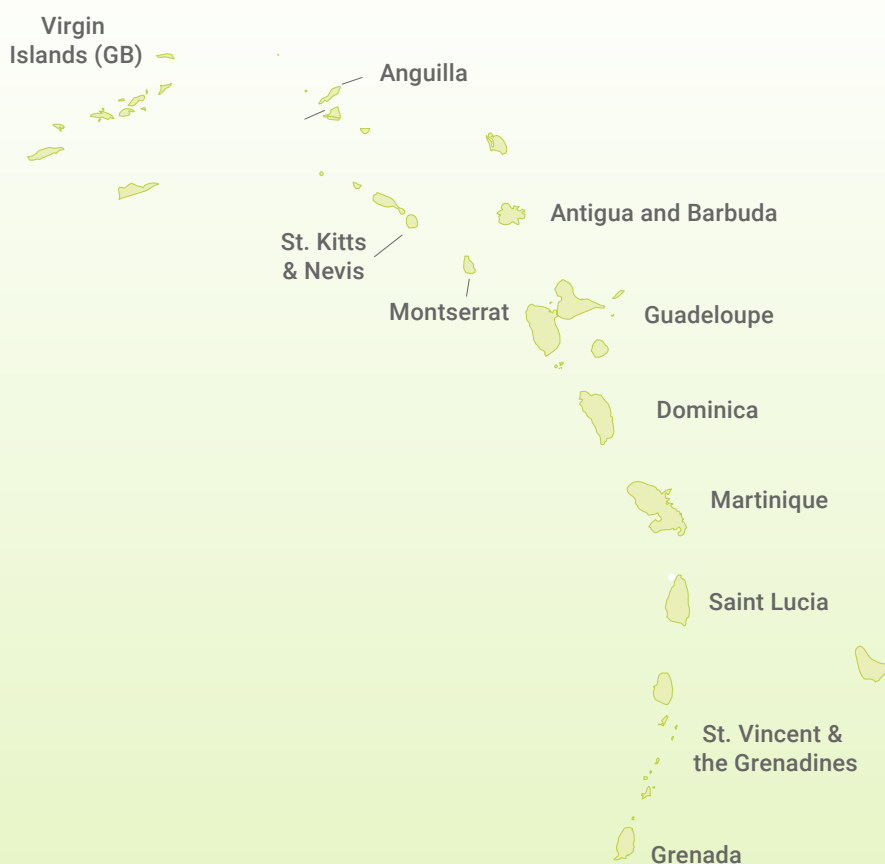 Virgin
Islands (GB)
Anguilla
Antigua and Barbuda
St. Kitts
& Nevis
Montserrat
Guadeloupe
Dominica
Martinique
Saint Lucia
St. Vincent &
the Grenadines
Grenada